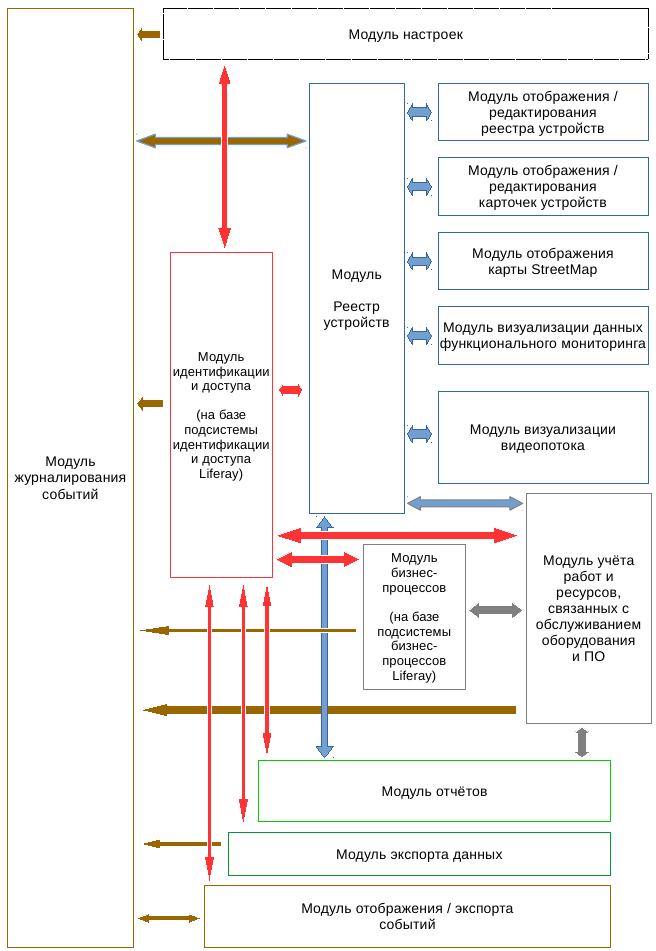 Модуль настроек
Модуль отображения /
редактирования
реестра устройств
Модуль отображения /
редактирования
карточек устройств
Модуль отображения
карты StreetMap
Модуль
Реестр
устройств
Модуль визуализации данных
функционального мониторинга
Модуль
идентификации
и доступа
(на базе
подсистемы
идентификации
и доступа
Liferay)
Модуль визуализации
видеопотока
Модуль
журналирования
событий
Модуль
бизнес-
процессов
(на базе
подсистемы
бизнес-
процессов
Liferay)
Модуль учёта
работ и
ресурсов,
связанных с
обслуживанием
оборудования
и ПО
Модуль отчётов
Модуль экспорта данных
Модуль отображения / экспорта
событий